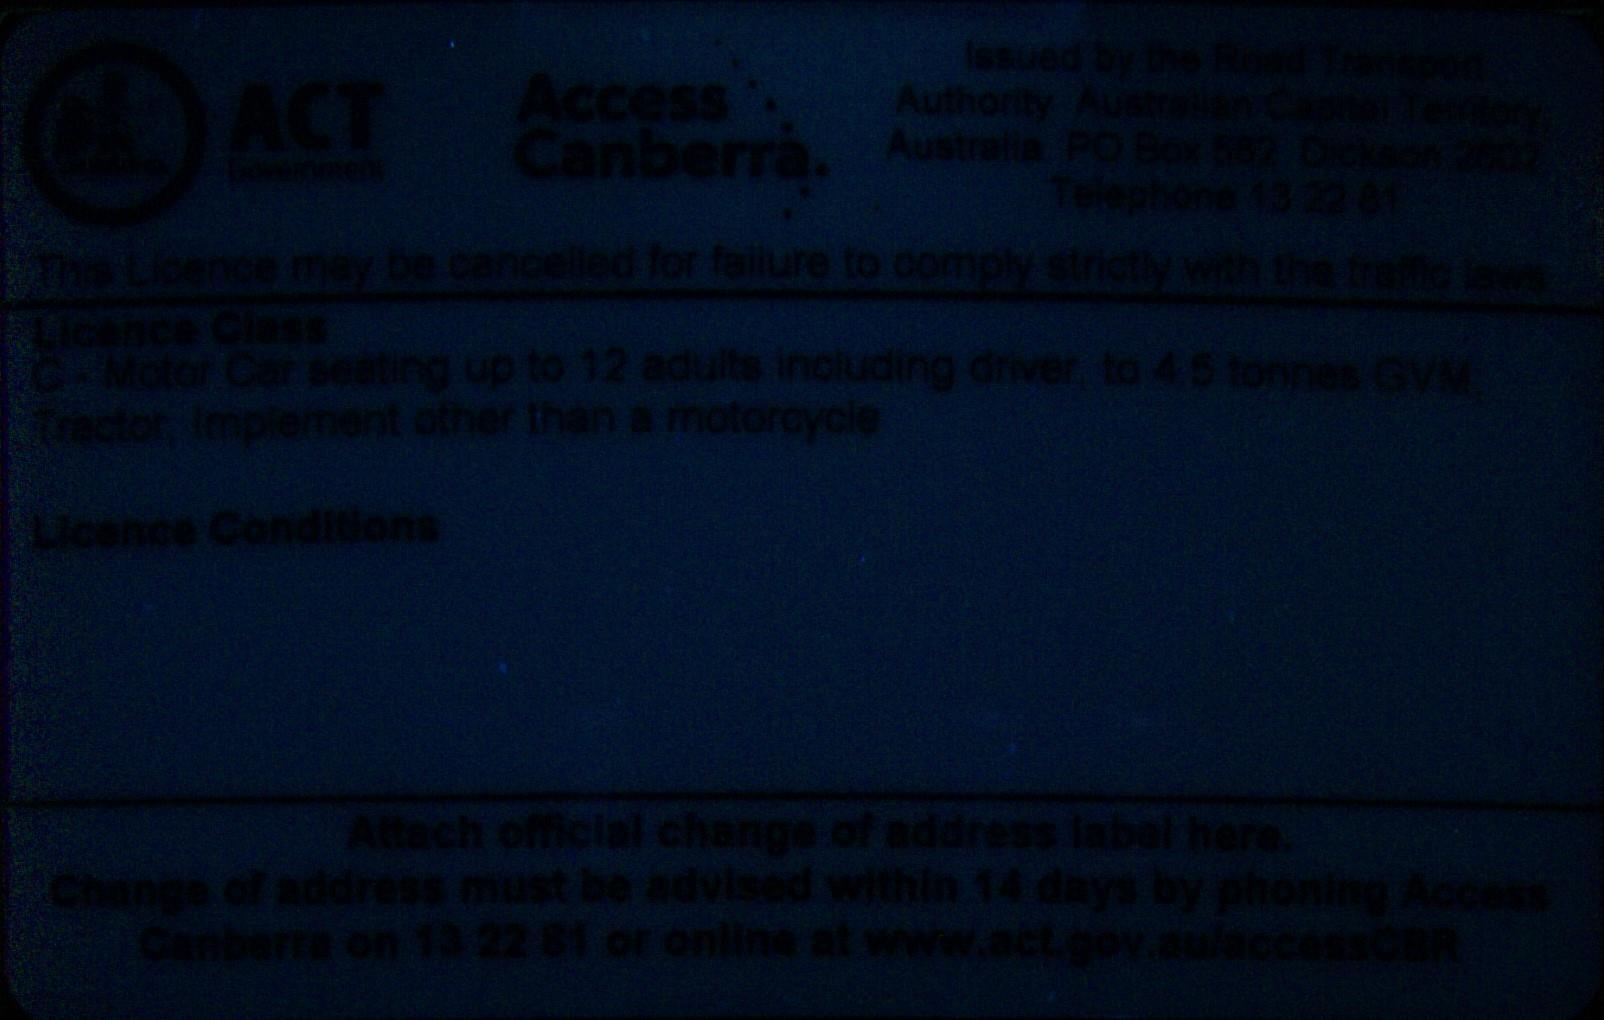 ACT
Government
Access
Canberra.
Issued by the Road Transport
Authority Australian Capital Territory,
Australia PO Box 582 Dickson 2602
Telephone 13 22 81
This Licence may be cancelled for failure to comply strictly with the traffic laws
Licence Class
C - Motor Car seating up to 12 adults including driver, to 4.5 tonnes GVM,
Tractor, Implement other than a motorcycle
Licence Conditions
Attach official change of address label here.
Change of address must be advised within 14 days by phoning Access
Canberra on 13 22 81 or online at www.act.gov.au/accessCBR